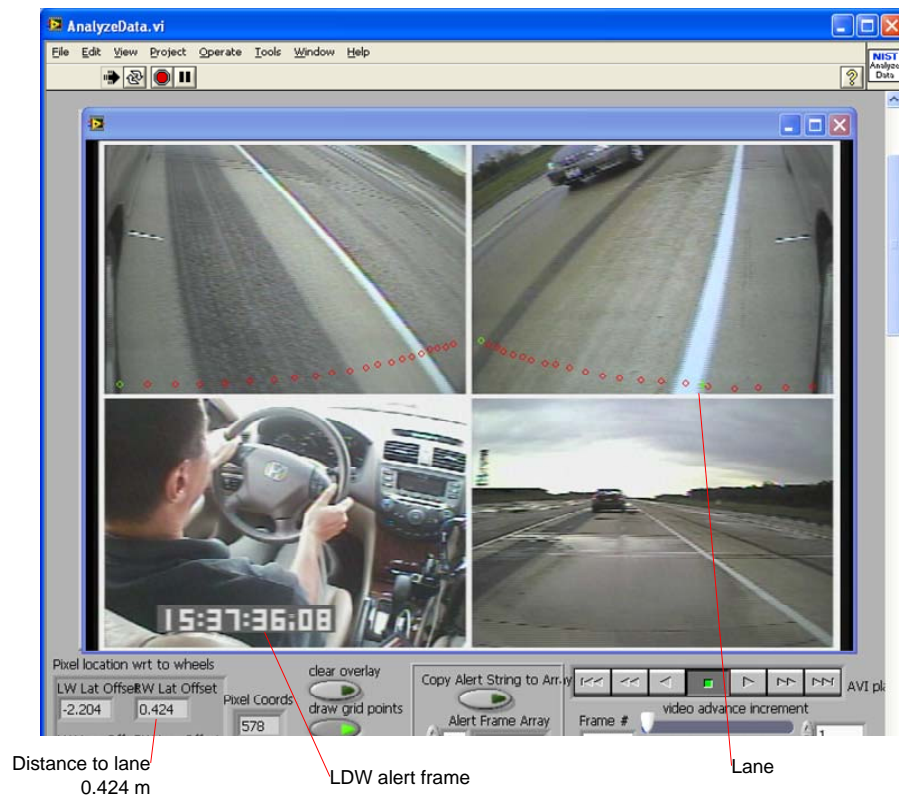 AnalyzeData.vi
File Edit View Project Operate Tools Window Help
NIST
Analyze
Data
15:37:36;08
Pixel location wrt to wheels
LW Lat Offset RW Lat Offset
-2.204 0.424
Pixel Coords
578
clear overlay
draw grid points
Copy Alert String to Array
Alert Frame Array
AVI pla
Frame #
video advance increment
1
Distance to lane
0.424 m
LDW alert frame
Lane